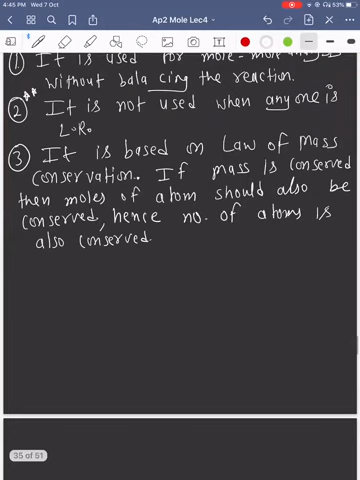 4:45 PM Wed 7 Oct
53%
Ap2 Mole Lec4
① It is used for mole-mole
without bala cing the reaction.
②** It is not used when any one is
L.R.
③ It is based on Law of mass
conservation. If mass is conserved
then moles of atom should also be
conserved, hence no. of atoms is
also conserved.
35 of 51